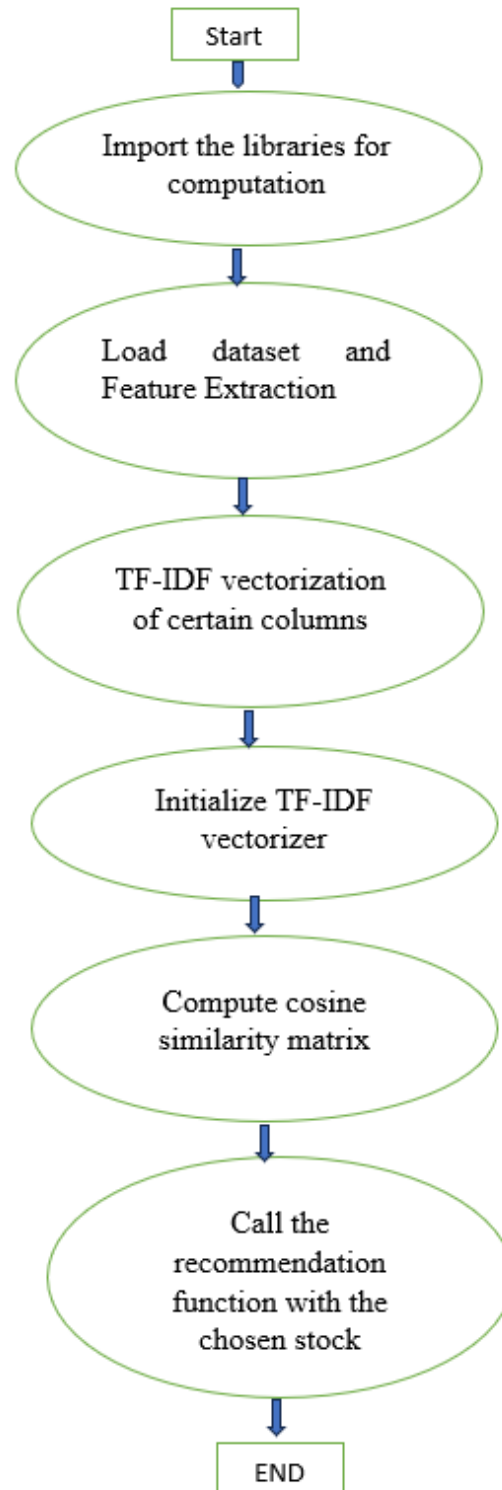 Start
Import the libraries for
computation
Load dataset and
Feature Extraction
TF-IDF vectorization
of certain columns
Initialize TF-IDF
vectorizer
Compute cosine
similarity matrix
Call the
recommendation
function with the
chosen stock
END